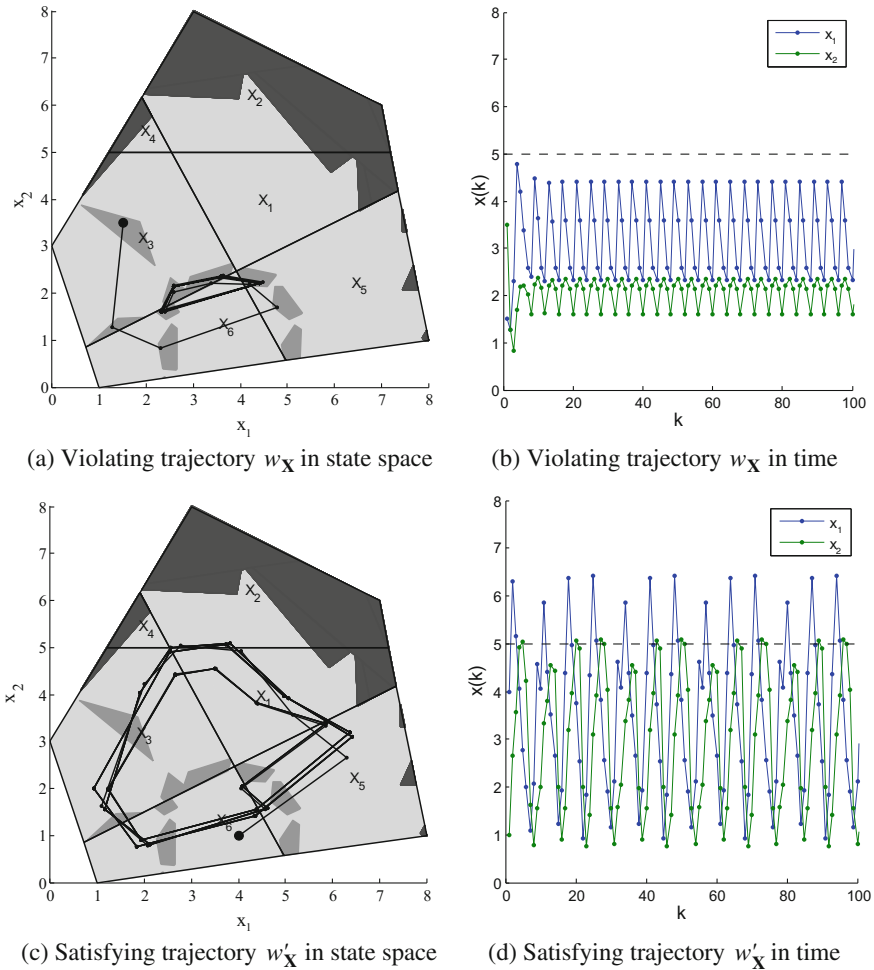 8
7
6
5
4
3
2
1
0
x₂
0 1 2 3 4 5 6 7 8
x₁
X₂
X₄
X₁
X₃
X₅
X₆
(a) Violating trajectory w_X in state space
8
7
6
5
4
3
2
1
0
x(k)
0 20 40 60 80 100
k
x₁
x₂
(b) Violating trajectory w_X in time
8
7
6
5
4
3
2
1
0
x₂
0 1 2 3 4 5 6 7 8
x₁
X₂
X₄
X₁
X₃
X₅
X₆
(c) Satisfying trajectory w′_X in state space
8
7
6
5
4
3
2
1
0
x(k)
0 20 40 60 80 100
k
x₁
x₂
(d) Satisfying trajectory w′_X in time